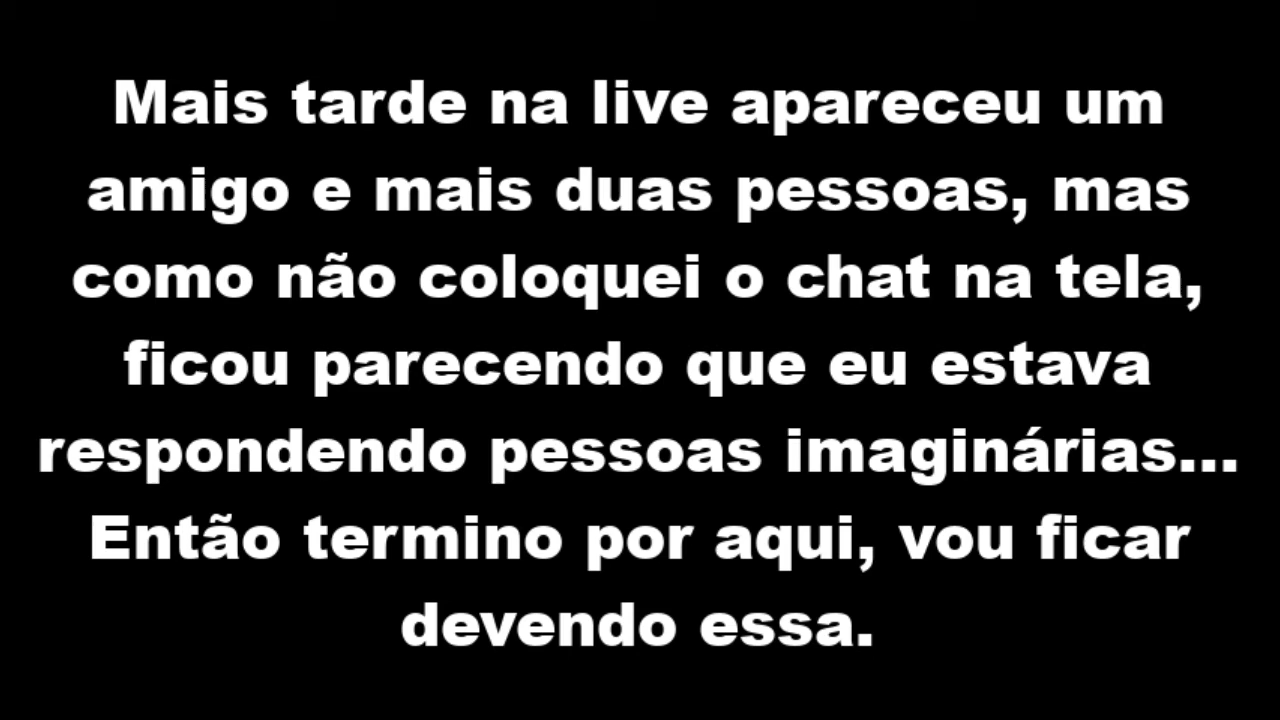 Mais tarde na live apareceu um
amigo e mais duas pessoas, mas
como não coloquei o chat na tela,
ficou parecendo que eu estava
respondendo pessoas imaginárias...
Então termino por aqui, vou ficar
devendo essa.